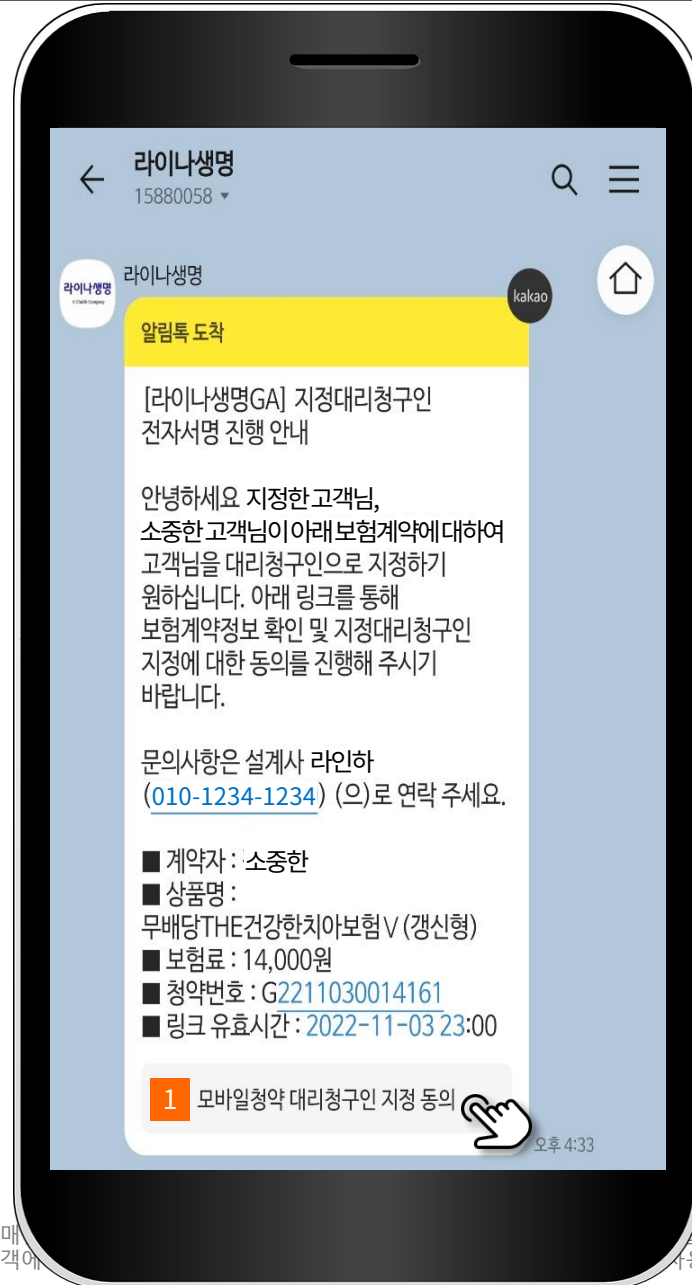 라이나생명
15880058
라이나생명
라이나생명
kakao
알림톡 도착
[라이나생명GA] 지정대리청구인
전자서명 진행 안내
안녕하세요 지정한고객님,
소중한고객님이아래보험계약에대하여
고객님을 대리청구인으로 지정하기
원하십니다. 아래 링크를 통해
보험계약정보 확인 및 지정대리청구인
지정에 대한 동의를 진행해 주시기
바랍니다.
문의사항은 설계사 라인하
(010-1234-1234) (으)로 연락 주세요.
■ 계약자 : 소중한
■ 상품명 :
무배당THE건강한치아보험Ⅴ(갱신형)
■ 보험료 : 14,000원
■ 청약번호 : G2211030014161
■ 링크 유효시간 : 2022-11-03 23:00
1 모바일청약 대리청구인 지정 동의
오후 4:33
매
객에